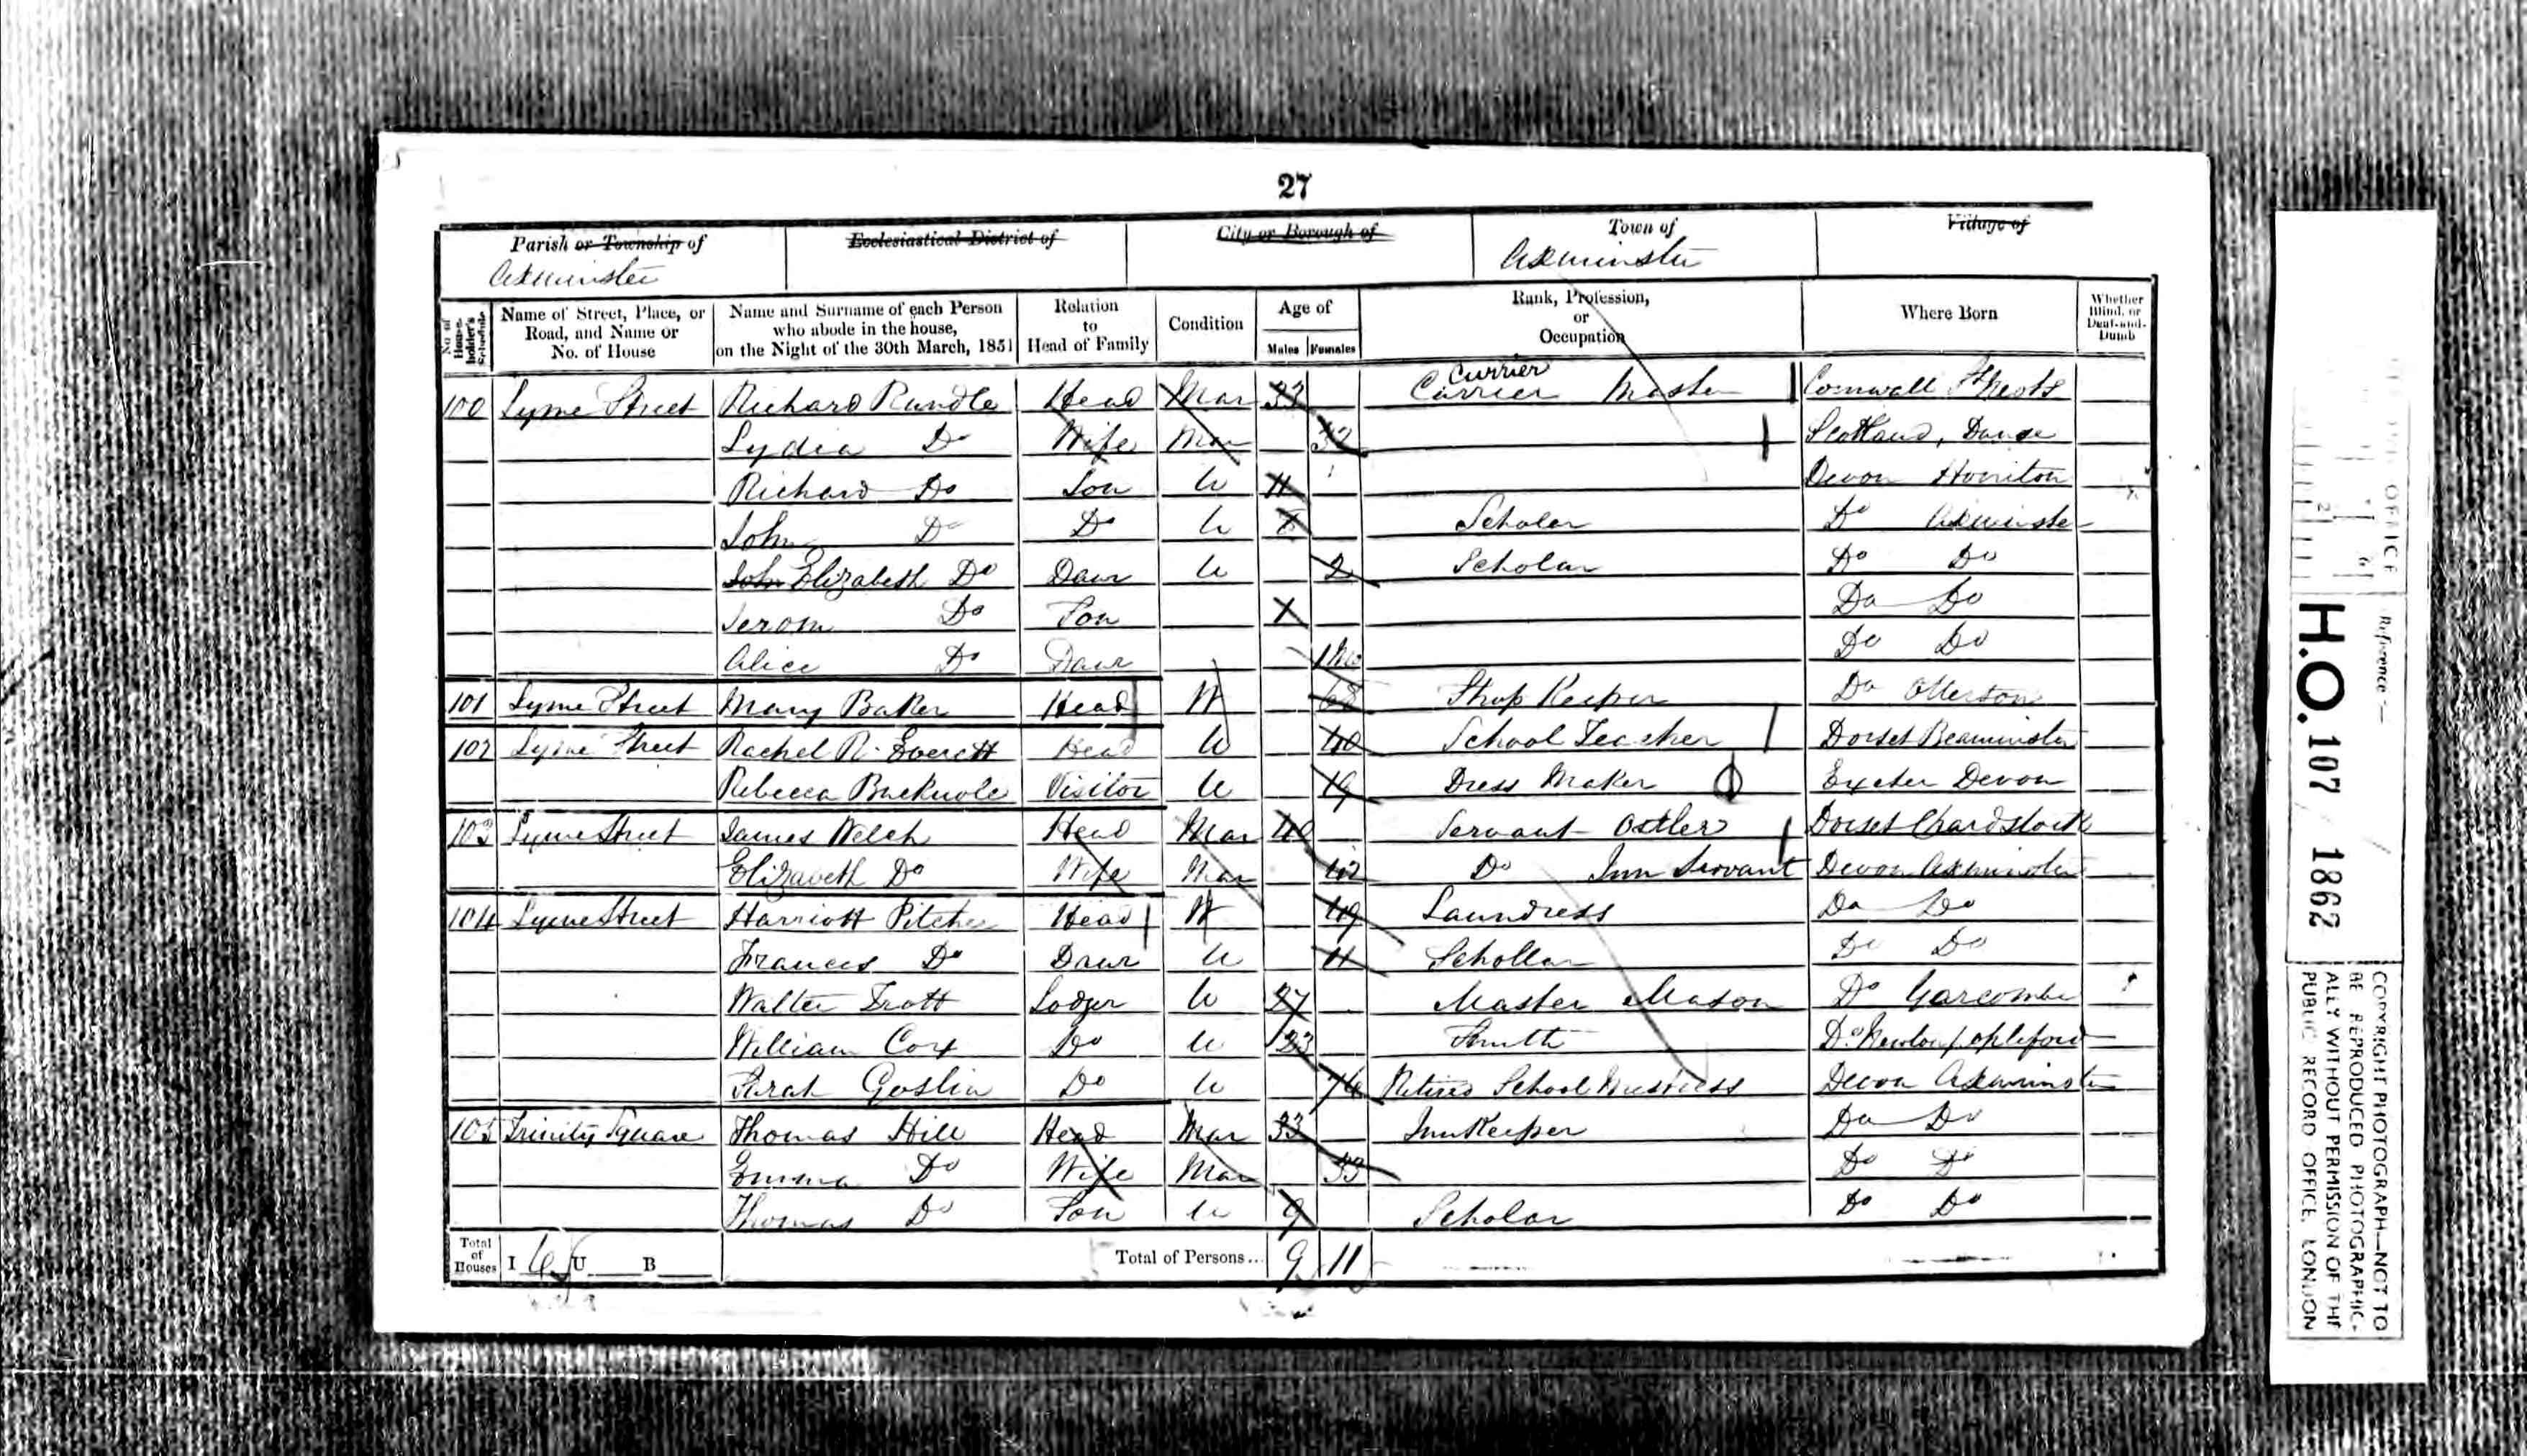 27
Parish or Township of Ecclesiastical District of City or Borough of Town of Village of
Axminster Axminster
No. of House-holder's Schedule Name of Street, Place, or Road, and Name or No. of House Name and Surname of each Person who abode in the house, on the Night of the 30th March, 1851 Relation to Head of Family Condition Age of Males Females Rank, Profession, or Occupation Where Born Whether Blind, or Deaf-and-Dumb
Currier
100 Lyme Street Richard Rundle Head Mar 33 Carrier Master Cornwall St Neots
Lydia Do Wife Mar 32 Scotland, Dunse
Richard Do Son U 11 Devon Honiton
John Do Do U Scholar Do Axminster
John Elizabeth Do Daur U 2 Scholar Do Do
Jerom Do Son Do Do
Alice Do Daur 1 Mo Do Do
101 Lyme Street Mary Baker Head W 68 Shop Keeper Do Otterton
102 Lyme Street Rachel R. Everett Head U 40 School Teacher Dorset Beaminster
Rebecca Bucknole Visitor U 19 Dress Maker Exeter Devon
103 Lyme Street James Welch Head Mar 40 Servant Ostler Dorset Chardstock
Elizabeth Do Wife Mar 42 Do Inn Servant Devon Axminster
104 Lyme Street Harriott Pitcher Head W 49 Laundress Do Do
Frances Do Daur U 11 Schollar Do Do
Walter Trott Lodger U 27 Master Mason Do Yarcombe
William Cox Do U 23 Smith Do Newton Popleford
Sarah Goslin Do U 76 Retired School Mistress Devon Axminster
105 Trinity Square Thomas Hill Head Mar 33 InnKeeper Do Do
Emma Do Wife Mar 33 Do Do
Thomas Do Son U 9 Scholar Do Do
Total of Houses I 6 U B Total of Persons... 9 11
OFFICE
Reference:—
H.O. 107 / 1862
COPYRIGHT PHOTOGRAPH—NOT TO
BE REPRODUCED PHOTOGRAPHIC-
ALLY WITHOUT PERMISSION OF THE
PUBLIC RECORD OFFICE, LONDON